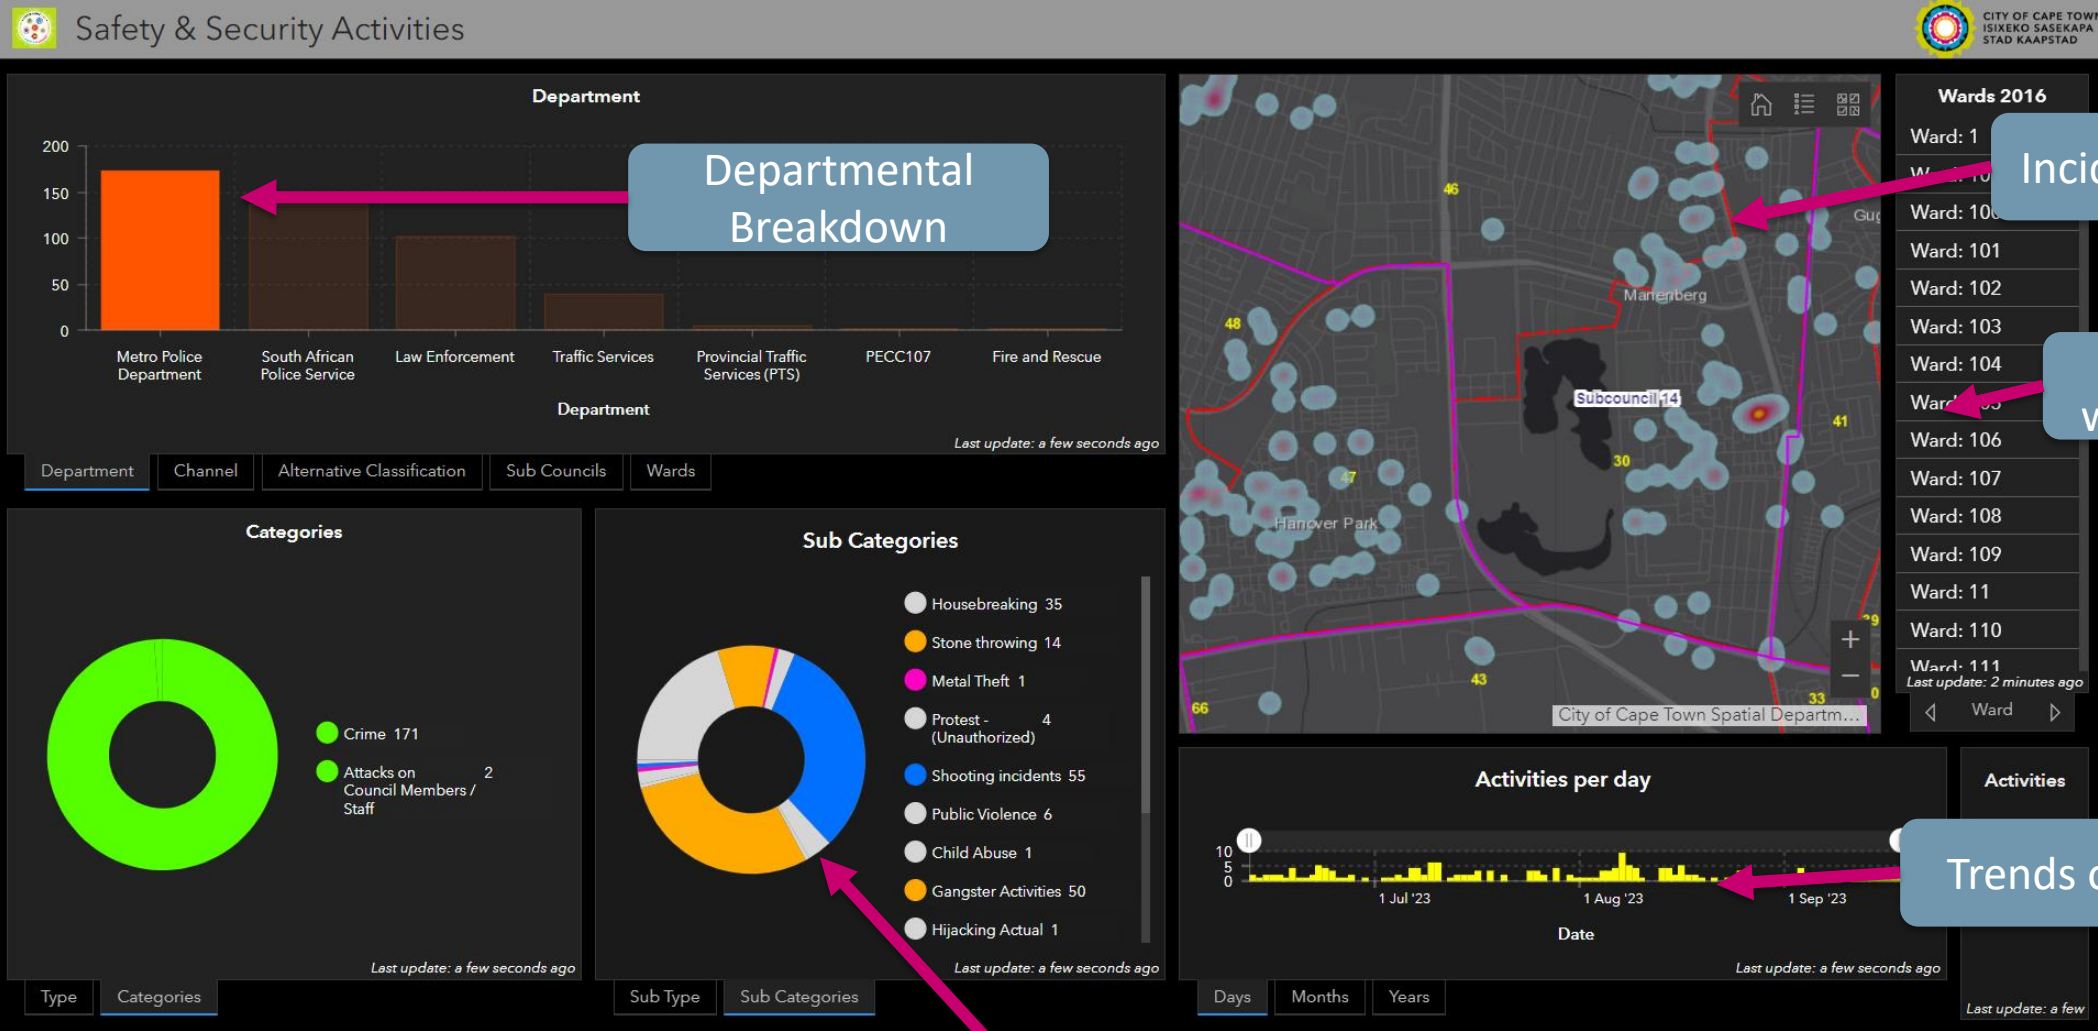 Safety & Security Activities
CITY OF CAPE TOWN
ISIXEKO SASEKAPA
STAD KAAPSTAD
Department
200
150
100
50
0
Departmental
Breakdown
Metro Police
Department
South African
Police Service
Law Enforcement
Traffic Services
Provincial Traffic
Services (PTS)
PECC107
Fire and Rescue
Department
Last update: a few seconds ago
Department
Channel
Alternative Classification
Sub Councils
Wards
Categories
Crime 171
Attacks on 2
Council Members /
Staff
Last update: a few seconds ago
Type
Categories
Sub Categories
Housebreaking 35
Stone throwing 14
Metal Theft 1
Protest - 4
(Unauthorized)
Shooting incidents 55
Public Violence 6
Child Abuse 1
Gangster Activities 50
Hijacking Actual 1
Last update: a few seconds ago
Sub Type
Sub Categories
46
Manenberg
48
Subcouncil 14
41
30
47
Hanover Park
43
66
33
City of Cape Town Spatial Departm...
Wards 2016
Ward: 1
Ward: 100
Ward: 101
Ward: 102
Ward: 103
Ward: 104
Ward: 106
Ward: 107
Ward: 108
Ward: 109
Ward: 11
Ward: 110
Ward: 111
Last update: 2 minutes ago
Ward
Activities per day
10
5
0
1 Jul '23
1 Aug '23
1 Sep '23
Date
Last update: a few seconds ago
Days
Months
Years
Activities
Trends
Last update: a few